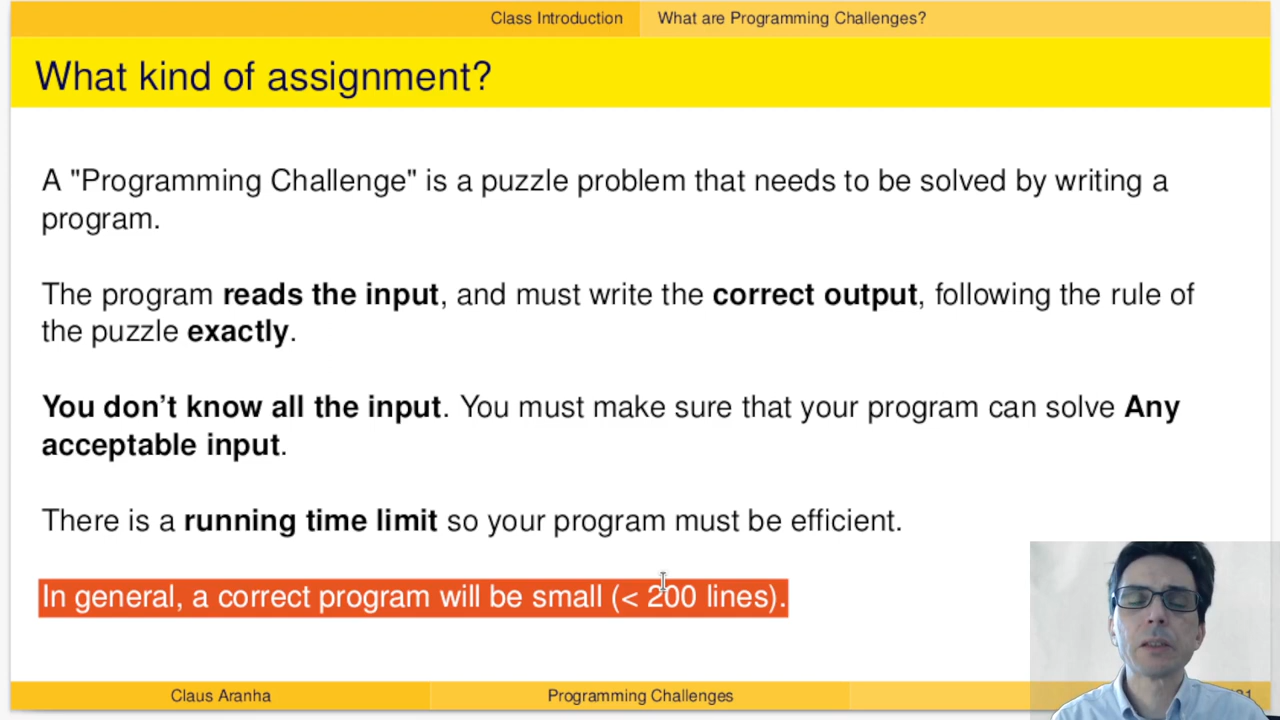 Class Introduction What are Programming Challenges?
What kind of assignment?
A "Programming Challenge" is a puzzle problem that needs to be solved by writing a
program.
The program reads the input, and must write the correct output, following the rule of
the puzzle exactly.
You don't know all the input. You must make sure that your program can solve Any
acceptable input.
There is a running time limit so your program must be efficient.
In general, a correct program will be small (< 200 lines).
Claus Aranha Programming Challenges